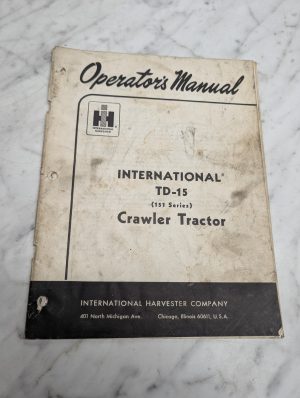 Operator's Manual
IH
INTERNATIONAL
HARVESTER
INTERNATIONAL®
TD-15
(151 Series)
Crawler Tractor
INTERNATIONAL HARVESTER COMPANY
401 North Michigan Ave. Chicago, Illinois 60611, U.S.A.